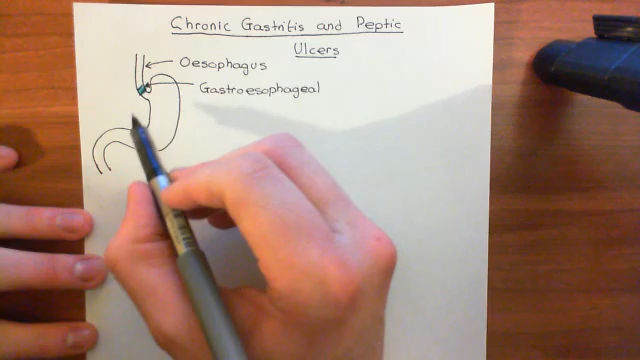 Chronic Gastritis and Peptic
Ulcers
Oesophagus
Gastroesophageal